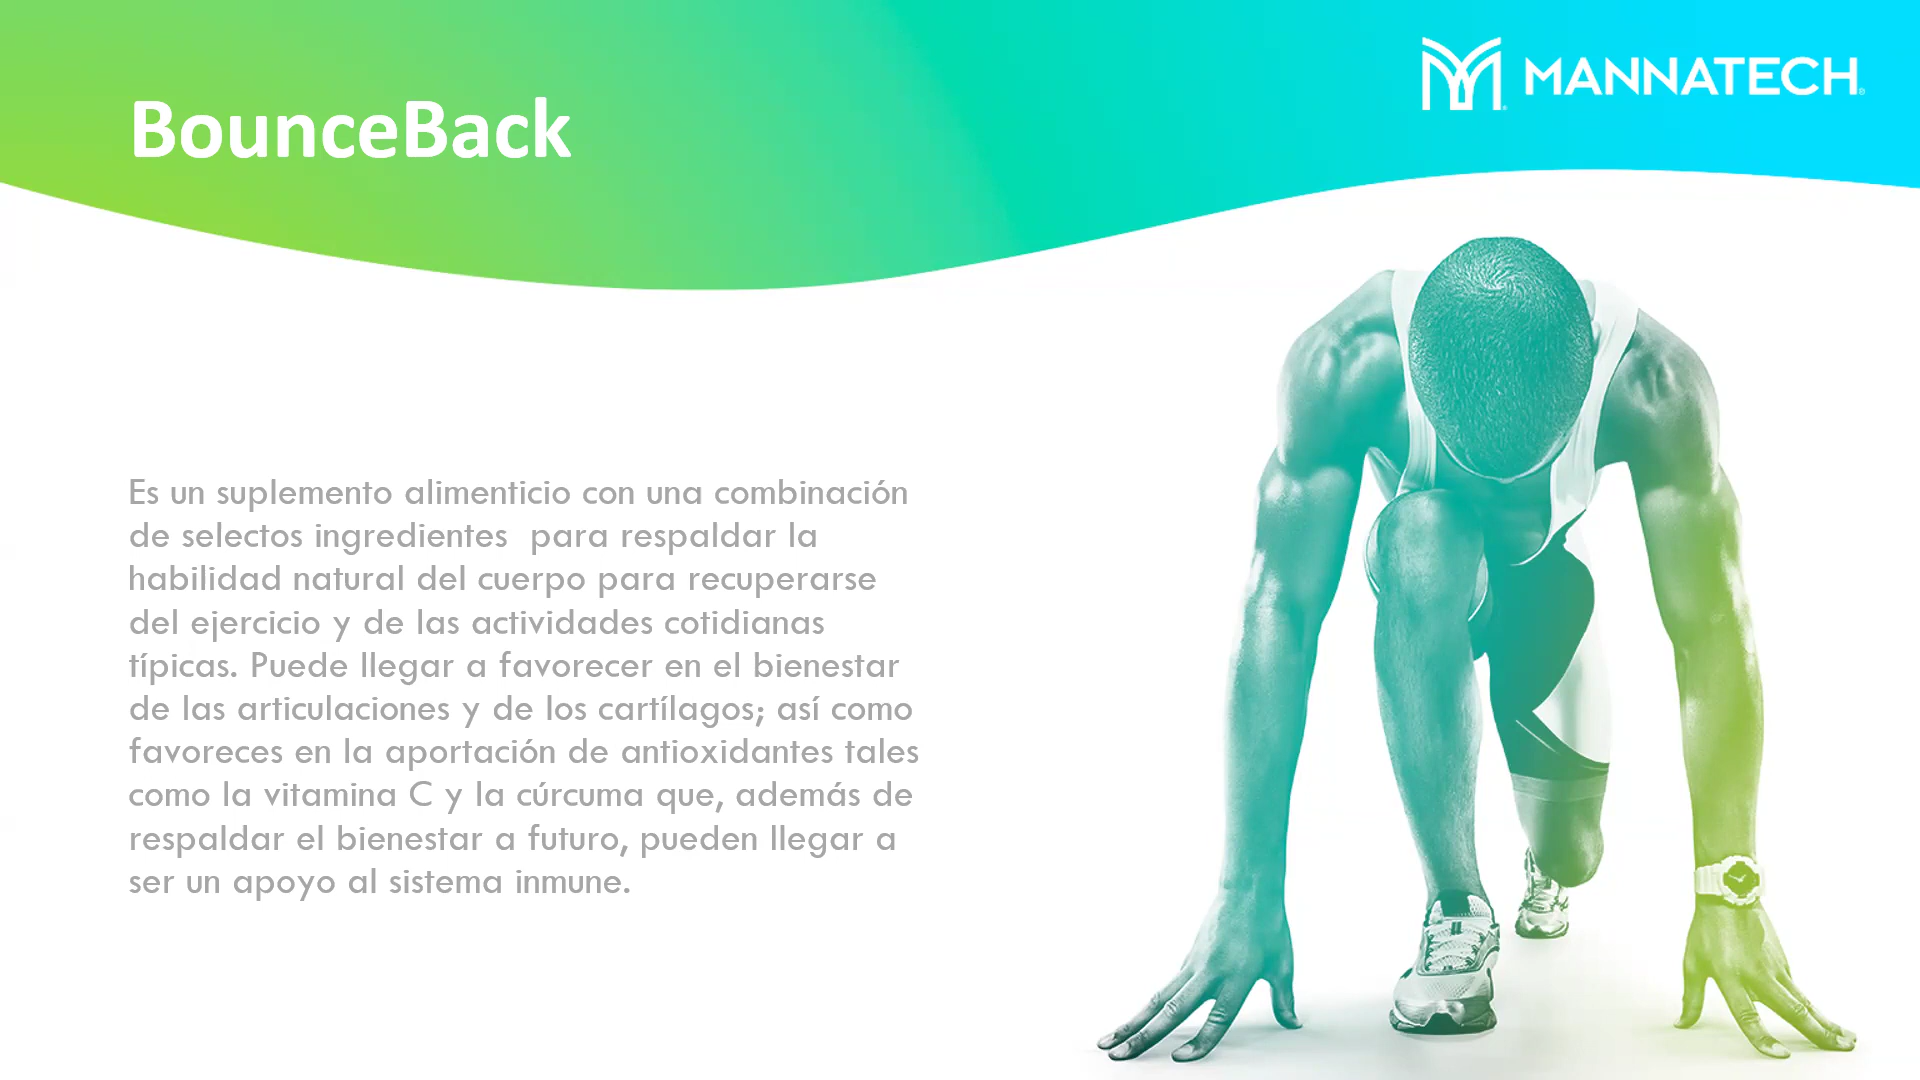 BounceBack
MANNATECH
Es un suplemento alimenticio con una combinación
de selectos ingredientes  para respaldar la
habilidad natural del cuerpo para recuperarse
del ejercicio y de las actividades cotidianas
típicas. Puede llegar a favorecer en el bienestar
de las articulaciones y de los cartílagos; así como
favoreces en la aportación de antioxidantes tales
como la vitamina C y la cúrcuma que, además de
respaldar el bienestar a futuro, pueden llegar a
ser un apoyo al sistema inmune.